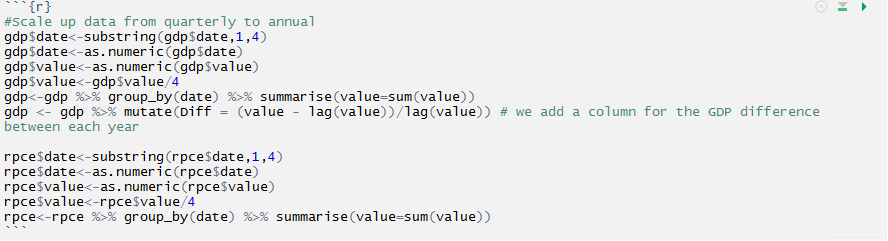 ```{r}
#Scale up data from quarterly to annual
gdp$date<-substring(gdp$date,1,4)
gdp$date<-as.numeric(gdp$date)
gdp$value<-as.numeric(gdp$value)
gdp$value<-gdp$value/4
gdp<-gdp %>% group_by(date) %>% summarise(value=sum(value))
gdp <- gdp %>% mutate(Diff = (value - lag(value))/lag(value)) # we add a column for the GDP difference
between each year
rpce$date<-substring(rpce$date,1,4)
rpce$date<-as.numeric(rpce$date)
rpce$value<-as.numeric(rpce$value)
rpce$value<-rpce$value/4
rpce<-rpce %>% group_by(date) %>% summarise(value=sum(value))
```